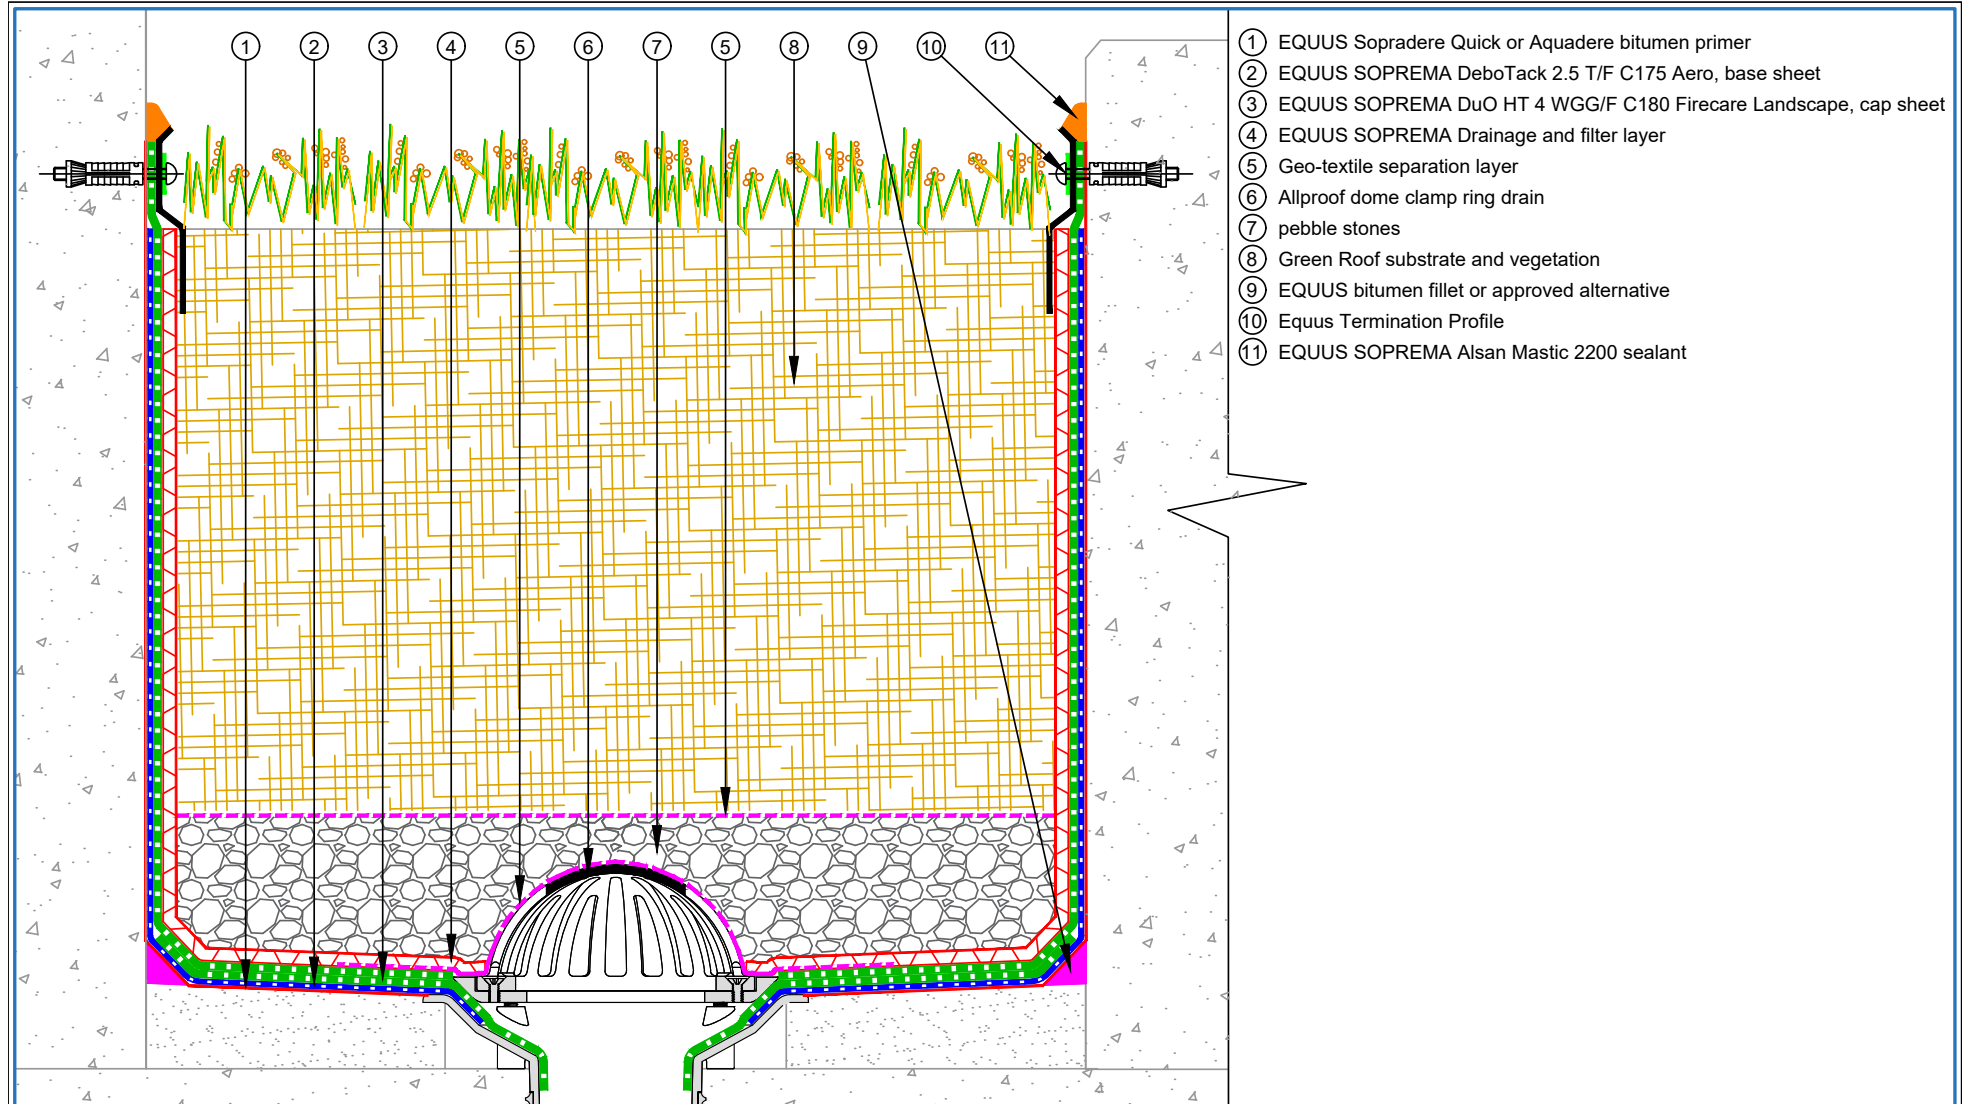 1 2 3 4 5 6 7 5 8 9 10 11
1 EQUUS Sopradere Quick or Aquadere bitumen primer
2 EQUUS SOPREMA DeboTack 2.5 T/F C175 Aero, base sheet
3 EQUUS SOPREMA DuO HT 4 WGG/F C180 Firecare Landscape, cap sheet
4 EQUUS SOPREMA Drainage and filter layer
5 Geo-textile separation layer
6 Allproof dome clamp ring drain
7 pebble stones
8 Green Roof substrate and vegetation
9 EQUUS bitumen fillet or approved alternative
10 Equus Termination Profile
11 EQUUS SOPREMA Alsan Mastic 2200 sealant